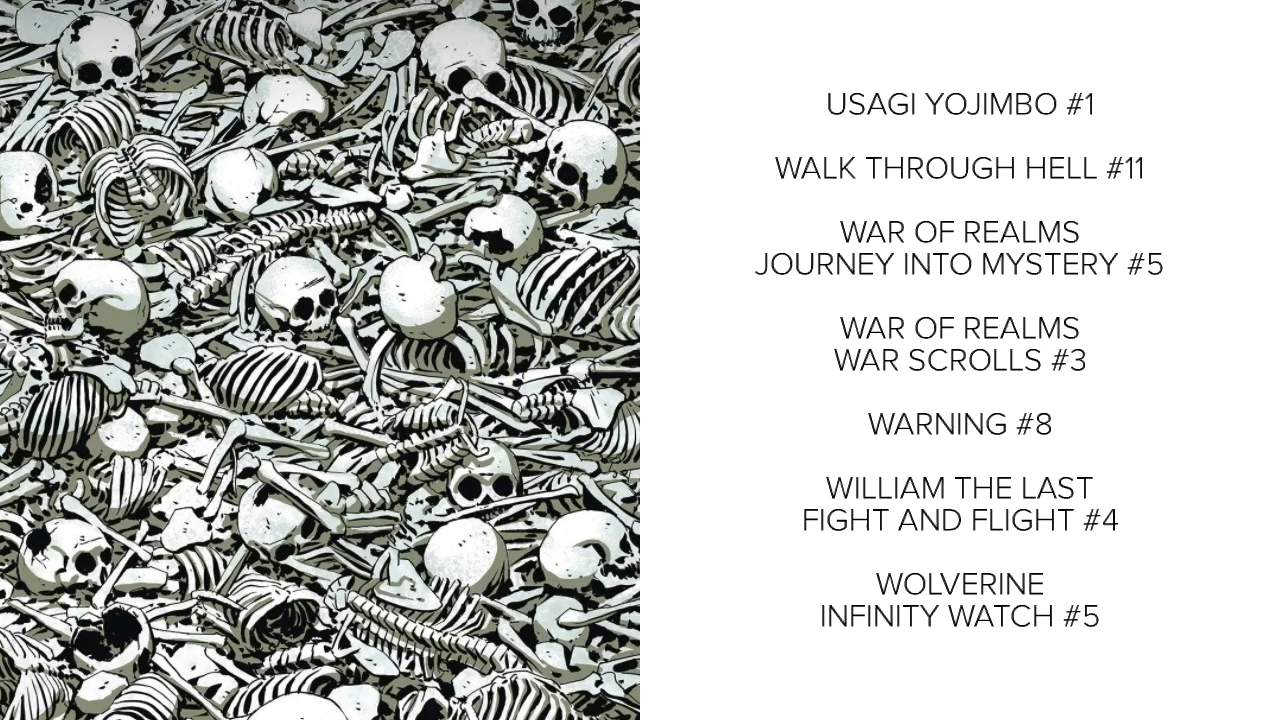 USAGI YOJIMBO #1
WALK THROUGH HELL #11
WAR OF REALMS
JOURNEY INTO MYSTERY #5
WAR OF REALMS
WAR SCROLLS #3
WARNING #8
WILLIAM THE LAST
FIGHT AND FLIGHT #4
WOLVERINE
INFINITY WATCH #5